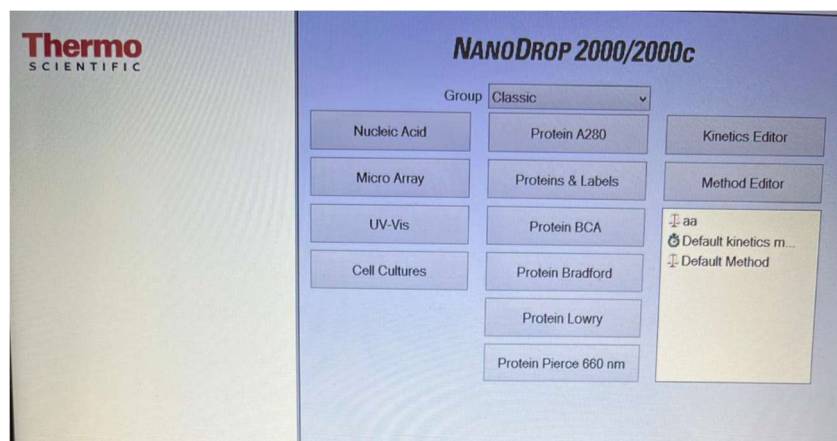 Thermo
SCIENTIFIC
NANODROP 2000/2000c
Group Classic
Nucleic Acid
Protein A280
Kinetics Editor
Micro Array
Proteins & Labels
Method Editor
UV-Vis
Protein BCA
aa
Default kinetics m...
Default Method
Cell Cultures
Protein Bradford
Protein Lowry
Protein Pierce 660 nm